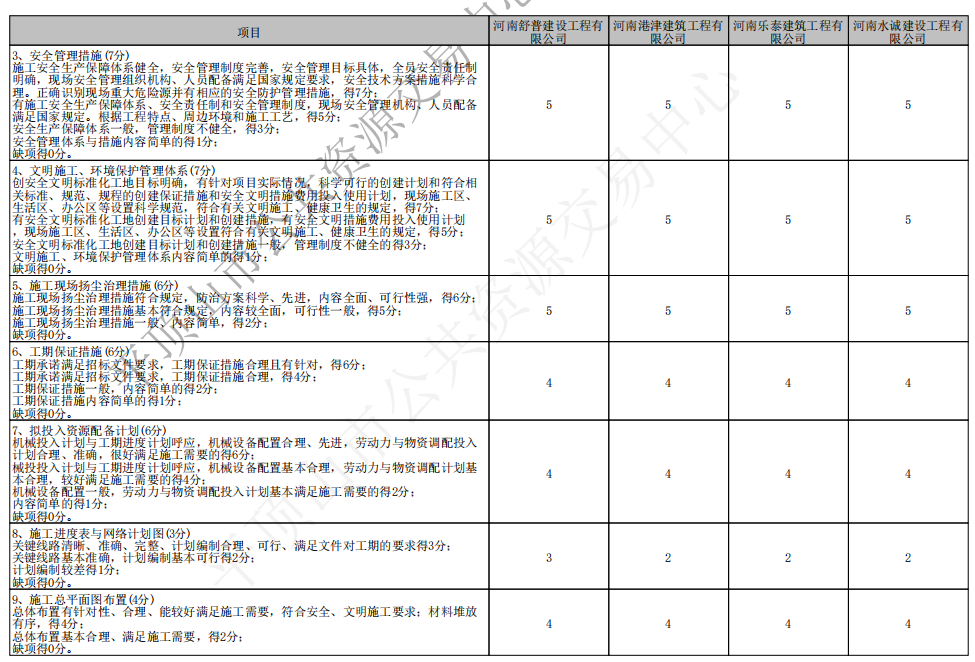 项目
河南舒普建设工程有限公司
河南港津建筑工程有限公司
河南乐泰建筑工程有限公司
河南水诚建设工程有限公司
3、安全管理措施(7分)
施工安全生产保障体系健全，安全管理制度完善，安全管理目标具体，全员安全责任制
明确，现场安全管理组织机构、人员配备满足国家规定要求，安全技术方案措施科学合
理。正确识别现场重大危险源并有相应的安全防护管理措施，得7分；
有施工安全生产保障体系、安全责任制和安全管理制度，现场安全管理机构、人员配备
满足国家规定。根据工程特点、周边环境和施工工艺，得5分；
安全生产保障体系一般，管理制度不健全，得3分；
安全管理体系与措施内容简单的得1分；
缺项得0分。
5 5 5 5
4、文明施工、环境保护管理体系(7分)
创安全文明标准化工地目标明确，有针对项目实际情况，科学可行的创建计划和符合相
关标准、规范、规程的创建保证措施和安全文明措施费用投入使用计划，现场施工区、
生活区、办公区等设置科学规范，符合有关文明施工、健康卫生的规定，得7分；
有安全文明标准化工地创建目标计划和创建措施，有安全文明措施费用投入使用计划
，现场施工区、生活区、办公区等设置符合有关文明施工、健康卫生的规定，得5分；
安全文明标准化工地创建目标计划和创建措施一般，管理制度不健全的得3分；
文明施工、环境保护管理体系内容简单的得1分；
缺项得0分。
5 5 5 5
5、施工现场扬尘治理措施(6分)
施工现场扬尘治理措施符合规定，防治方案科学、先进，内容全面、可行性强，得6分；
施工现场扬尘治理措施基本符合规定，内容较全面，可行性一般，得5分；
施工现场扬尘治理措施一般、内容简单，得2分；
缺项得0分。
5 5 5 5
6、工期保证措施(6分)
工期承诺满足招标文件要求，工期保证措施合理且有针对，得6分；
工期承诺满足招标文件要求，工期保证措施合理，得4分；
工期保证措施一般，内容简单的得2分；
工期保证措施内容简单的得1分；
缺项得0分。
4 4 4 4
7、拟投入资源配备计划(6分)
机械投入计划与工期进度计划呼应，机械设备配置合理、先进，劳动力与物资调配投入
计划合理、准确，很好满足施工需要的得6分；
械投投入计划与工期进度计划呼应，机械设备配置基本合理，劳动力与物资调配计划基
本合理，较好满足施工需要的得4分；
机械设备配置一般，劳动力与物资调配投入计划基本满足施工需要的得2分；
内容简单的得1分；
缺项得0分。
4 4 4 4
8、施工进度表与网络计划图(3分)
关键线路清晰、准确、完整、计划编制合理、可行、满足文件对工期的要求得3分；
关键线路基本准确，计划编制基本可行得2分；
计划编制较差得1分；
缺项得0分。
3 2 2 2
9、施工总平面图布置(4分)
总体布置有针对性、合理、能较好满足施工需要，符合安全、文明施工要求；材料堆放
有序，得4分；
总体布置基本合理、满足施工需要，得2分；
缺项得0分。
4 4 4 4
平顶山市公共资源交易中心
平顶山市公共资源交易中心